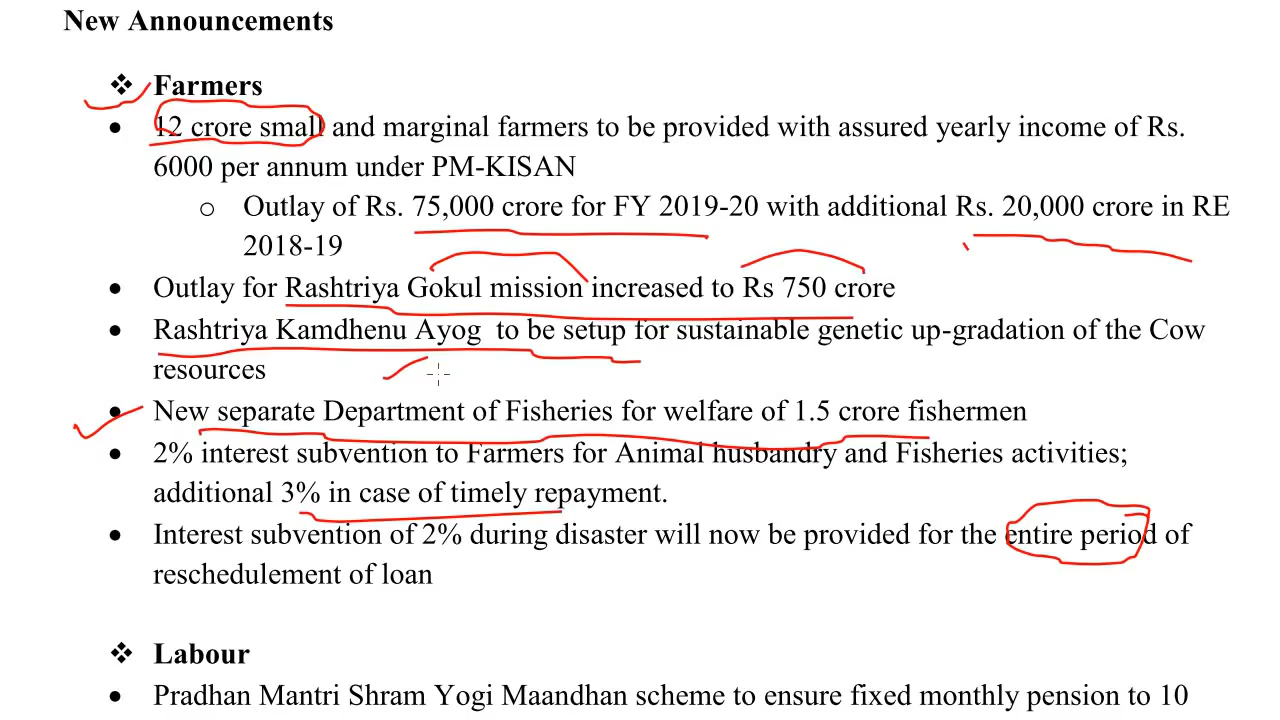 New Announcements
❖ Farmers
• 12 crore small and marginal farmers to be provided with assured yearly income of Rs.
6000 per annum under PM-KISAN
o Outlay of Rs. 75,000 crore for FY 2019-20 with additional Rs. 20,000 crore in RE
2018-19
• Outlay for Rashtriya Gokul mission increased to Rs 750 crore
• Rashtriya Kamdhenu Ayog to be setup for sustainable genetic up-gradation of the Cow
resources
• New separate Department of Fisheries for welfare of 1.5 crore fishermen
• 2% interest subvention to Farmers for Animal husbandry and Fisheries activities;
additional 3% in case of timely repayment.
• Interest subvention of 2% during disaster will now be provided for the entire period of
reschedulement of loan
❖ Labour
• Pradhan Mantri Shram Yogi Maandhan scheme to ensure fixed monthly pension to 10